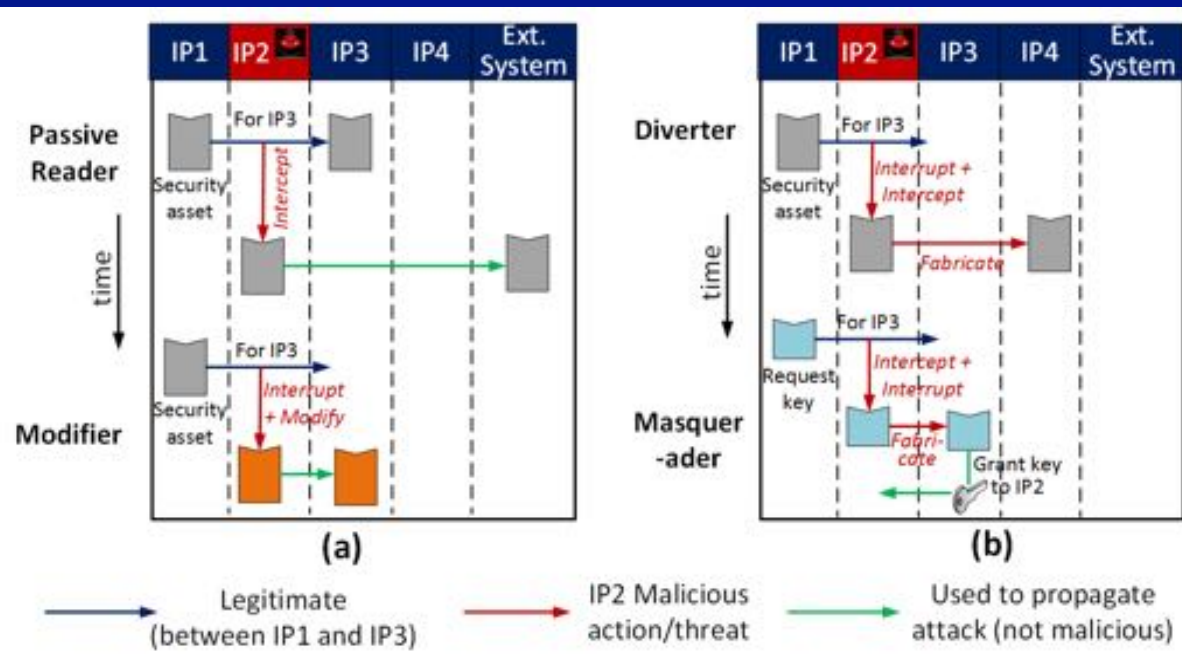 IP1 IP2 IP3 IP4 Ext. System
Passive
Reader
For IP3
Security
asset
Intercept
time
For IP3
Security
asset
Interrupt
+ Modify
Modifier
(a)
IP1 IP2 IP3 IP4 Ext. System
Diverter
For IP3
Security
asset
Interrupt +
Intercept
Fabricate
time
For IP3
Request
key
Intercept +
Interrupt
Masquer
-ader
Fabri-
cate
Grant key
to IP2
(b)
Legitimate
(between IP1 and IP3)
IP2 Malicious
action/threat
Used to propagate
attack (not malicious)